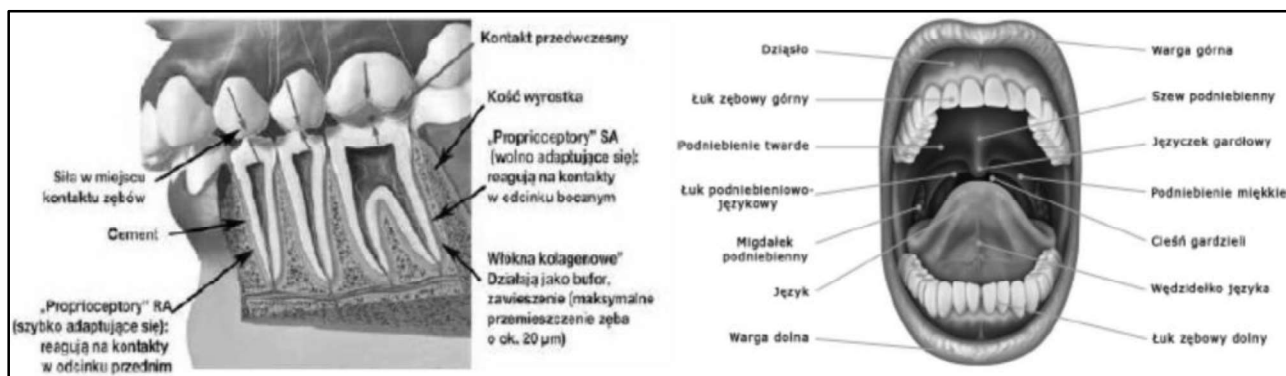 Kontakt przedwczesny
Kość wyrostka
„Proprioceptory” SA
(wolno adaptujące się):
reagują na kontakty
w odcinku bocznym
Siła w miejscu
kontaktu zębów
Cement
Włókna kolagenowe”
Działają jako bufor,
zawieszenie (maksymalne
przemieszczenie zęba
o ok. 20 µm)
„Proprioceptory” RA
(szybko adaptujące się):
reagują na kontakty
w odcinku przednim
Dziąsło
Łuk zębowy górny
Podniebienie twarde
Łuk podniebieniowo-
językowy
Migdałek
podniebienny
Język
Warga dolna
Warga górna
Szew podniebienny
Języczek gardłowy
Podniebienie miękkie
Cieśń gardzieli
Wędzidełko języka
Łuk zębowy dolny